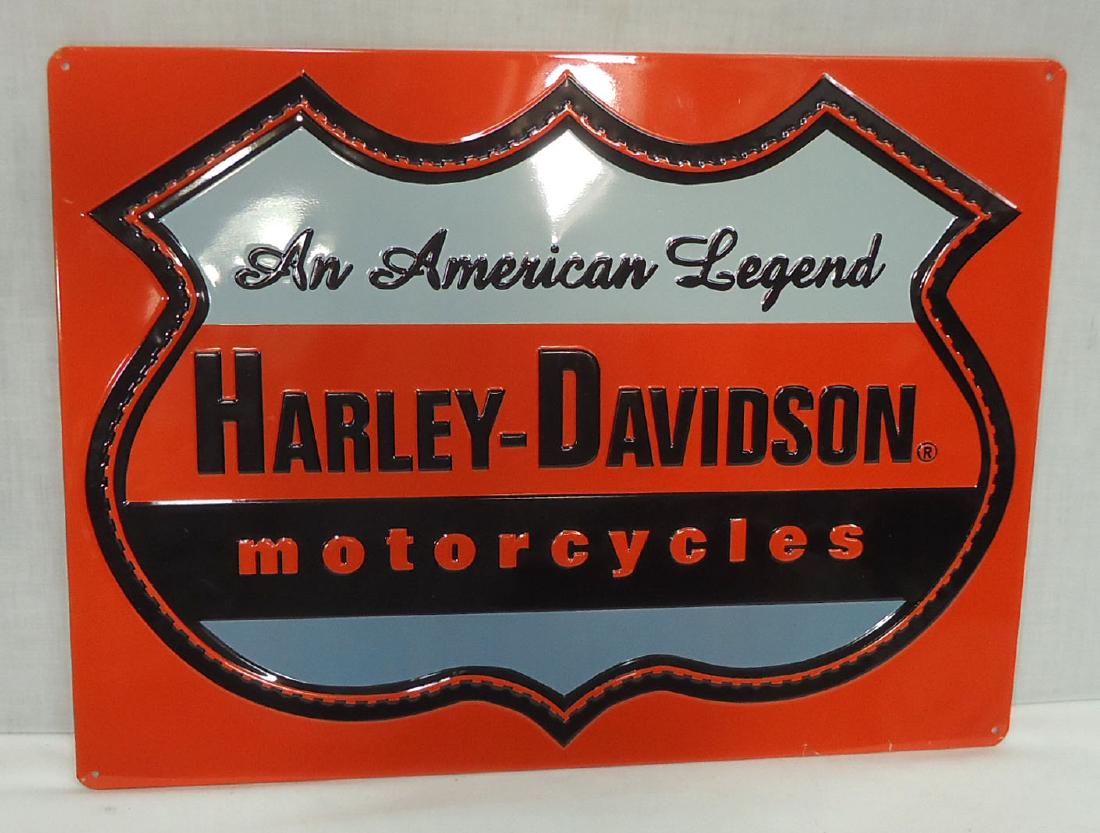 An American Legend
HARLEY-DAVIDSON®
motorcycles